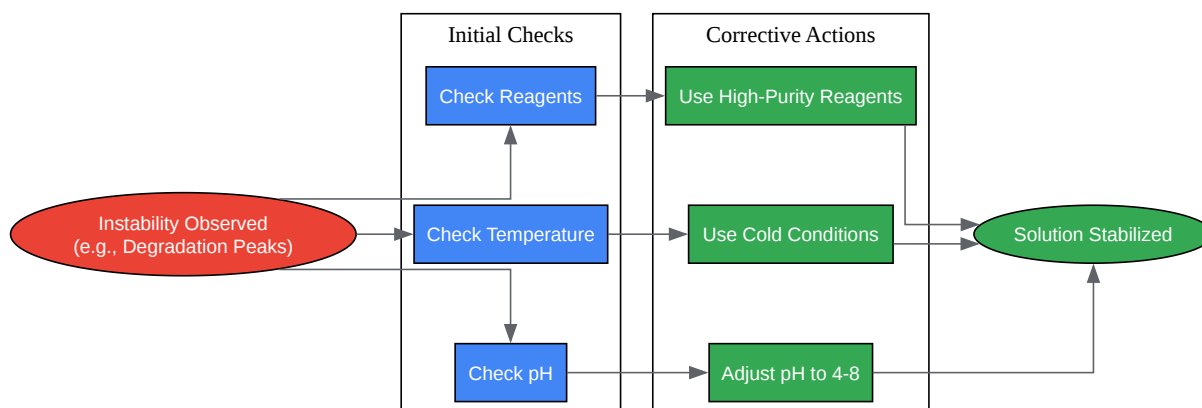 Initial Checks
Corrective Actions
Check Reagents
Use High-Purity Reagents
Instability Observed
(e.g., Degradation Peaks)
Check Temperature
Use Cold Conditions
Solution Stabilized
Check pH
Adjust pH to 4-8